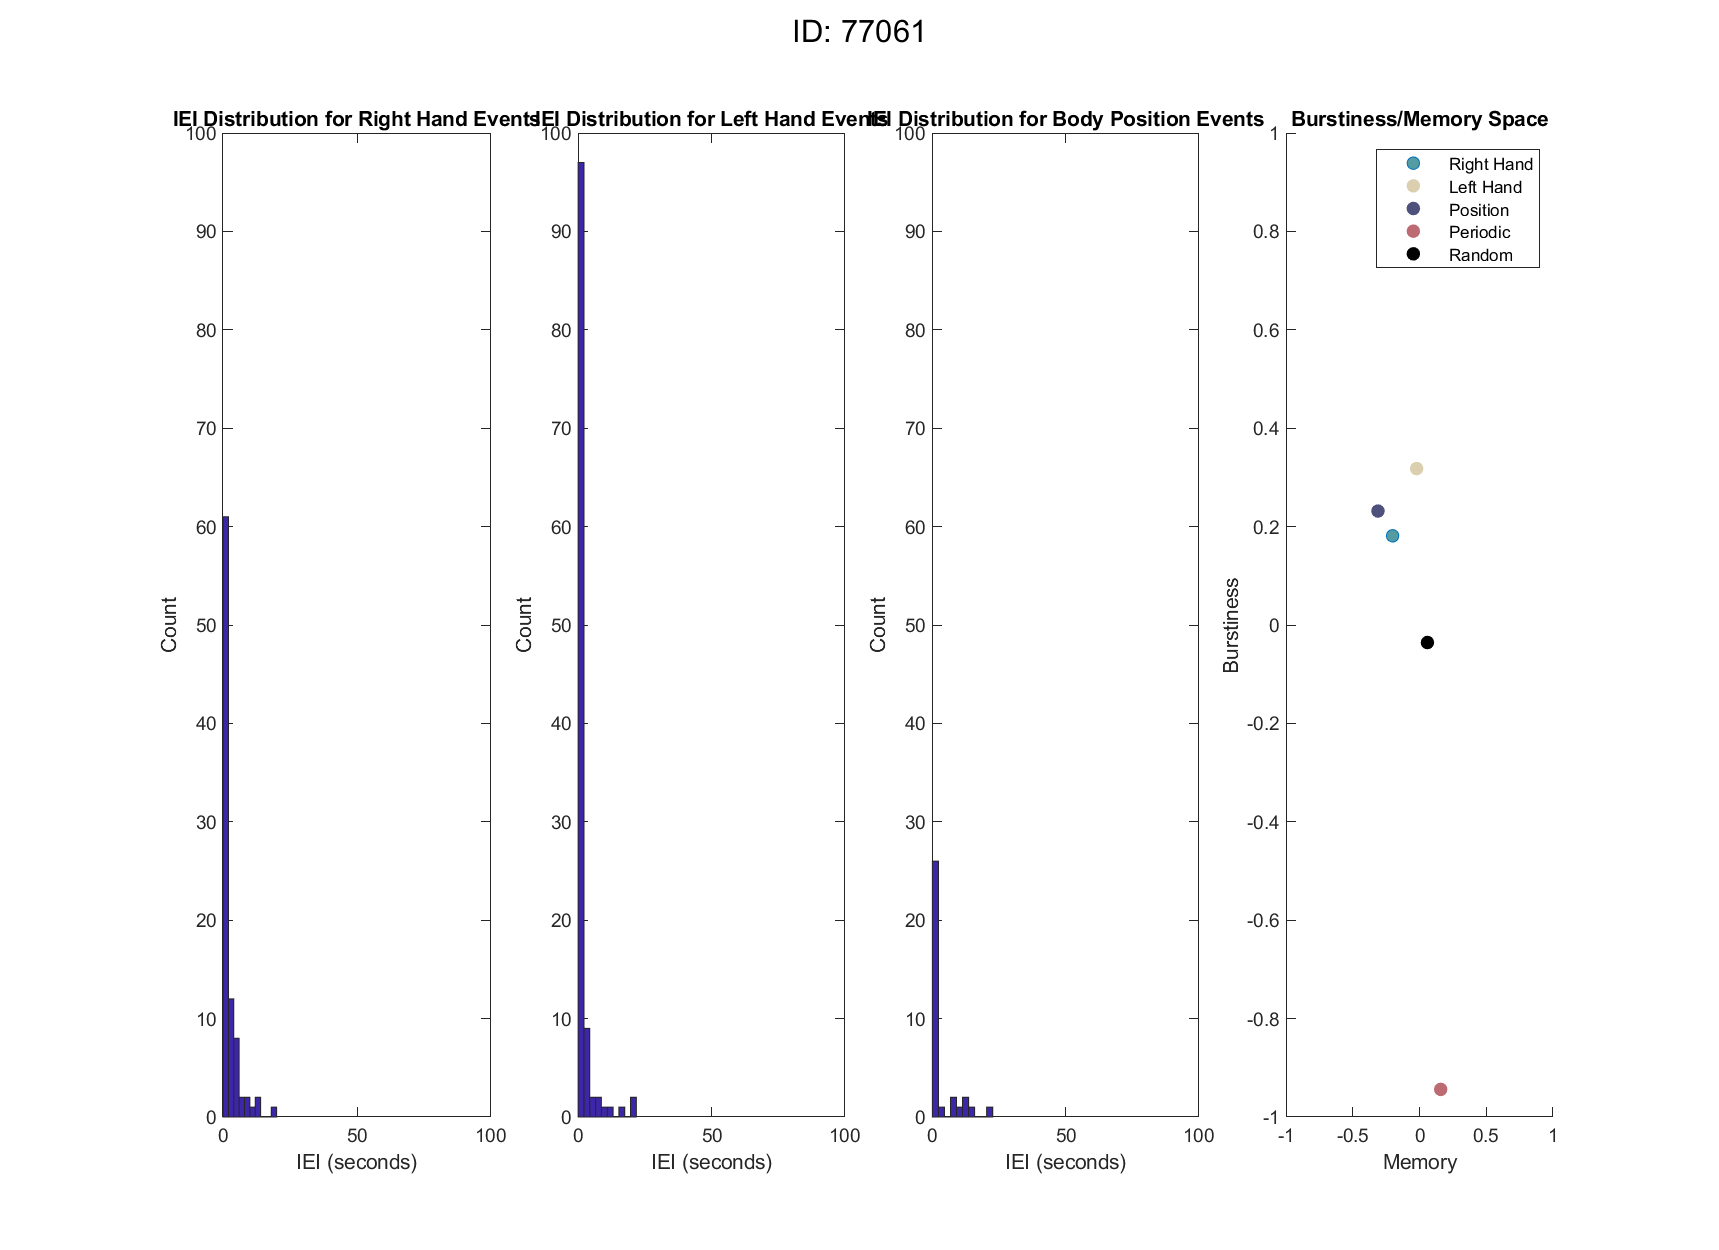 ID: 77061
IEI Distribution for Right Hand Events
100
90
80
70
60
50
40
30
20
10
0
Count
0 50 100
IEI (seconds)
IEI Distribution for Left Hand Events
100
90
80
70
60
50
40
30
20
10
0
Count
0 50 100
IEI (seconds)
IEI Distribution for Body Position Events
100
90
80
70
60
50
40
30
20
10
0
Count
0 50 100
IEI (seconds)
Burstiness/Memory Space
Right Hand
Left Hand
Position
Periodic
Random
1
0.8
0.6
0.4
0.2
0
-0.2
-0.4
-0.6
-0.8
-1
Burstiness
-1 -0.5 0 0.5 1
Memory